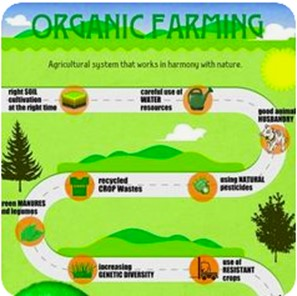 ORGANIC FARMING
Agricultural system that works in harmony with nature.
right SOIL
cultivation
at the right time
careful use of
WATER
resources
good animal
HUSBANDRY
recycled
CROP Wastes
using NATURAL
pesticides
reen MANURES
nd legumes
increasing
GENETIC DIVERSITY
use of
RESISTANT
crops